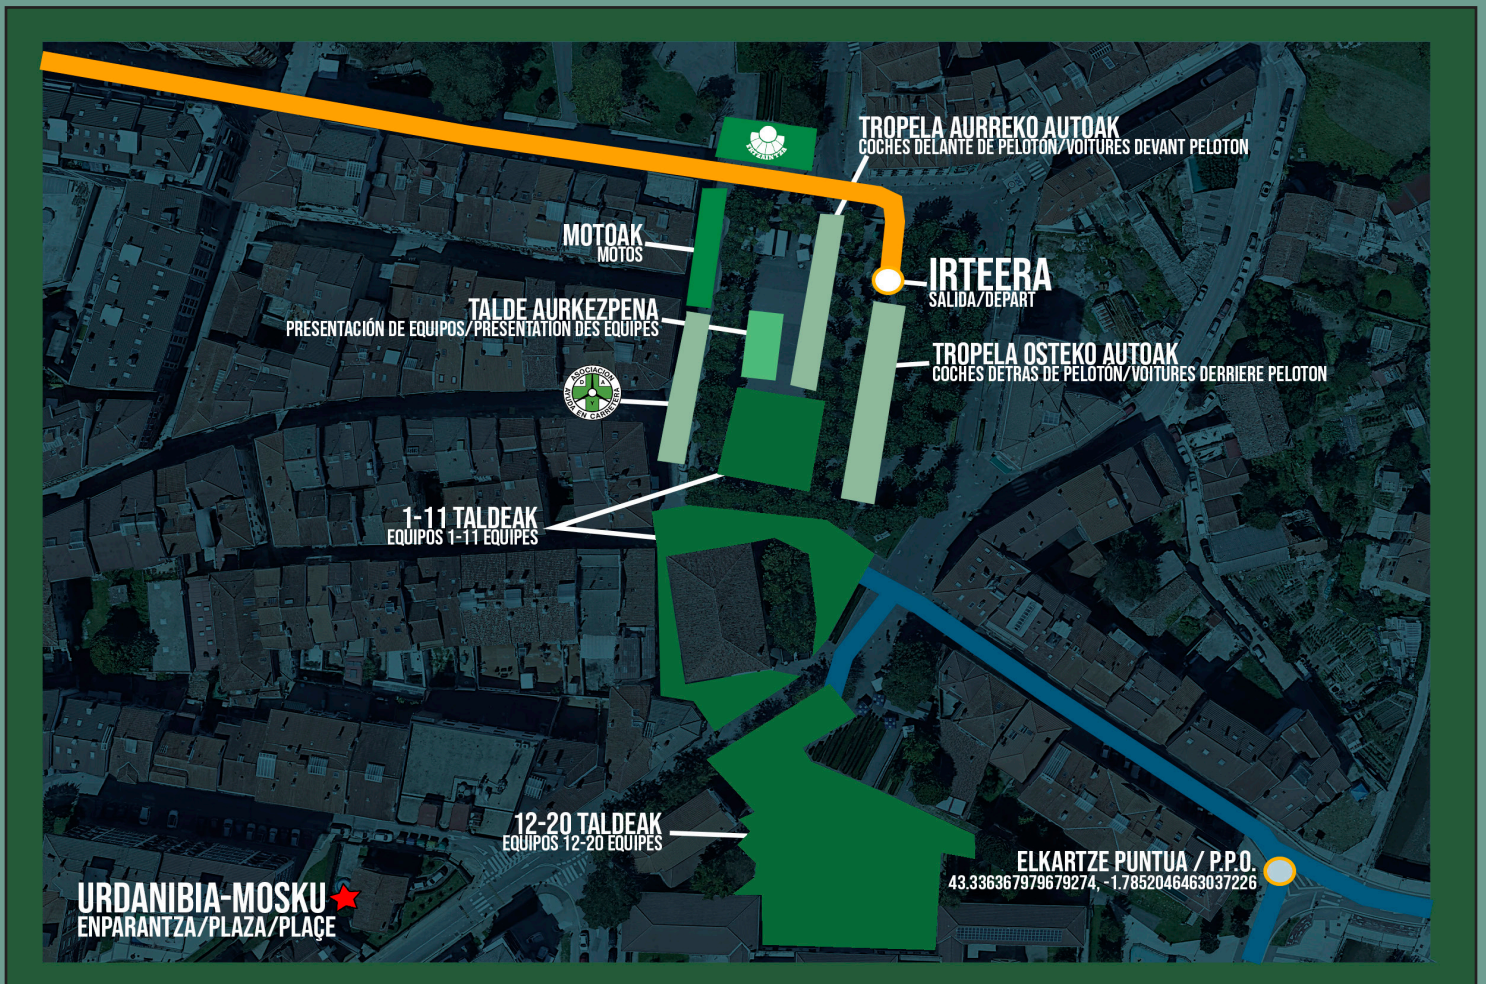 ERTZAINTZA
TROPELA AURREKO AUTOAK
COCHES DELANTE DE PELOTON/VOITURES DEVANT PELOTON
MOTOAK
MOTOS
IRTEERA
SALIDA/DEPART
TALDE AURKEZPENA
PRESENTACIÓN DE EQUIPOS/PRESENTATION DES EQUIPES
TROPELA OSTEKO AUTOAK
COCHES DETRAS DE PELOTON/VOITURES DERRIERE PELOTON
ASOCIACION
D A
Y
AYUDA EN CARRETERA
1-11 TALDEAK
EQUIPOS 1-11 EQUIPES
12-20 TALDEAK
EQUIPOS 12-20 EQUIPES
ELKARTZE PUNTUA / P.P.O.
43.336367979679274, -1.7852046463037226
URDANIBIA-MOSKU
ENPARANTZA/PLAZA/PLAÇE